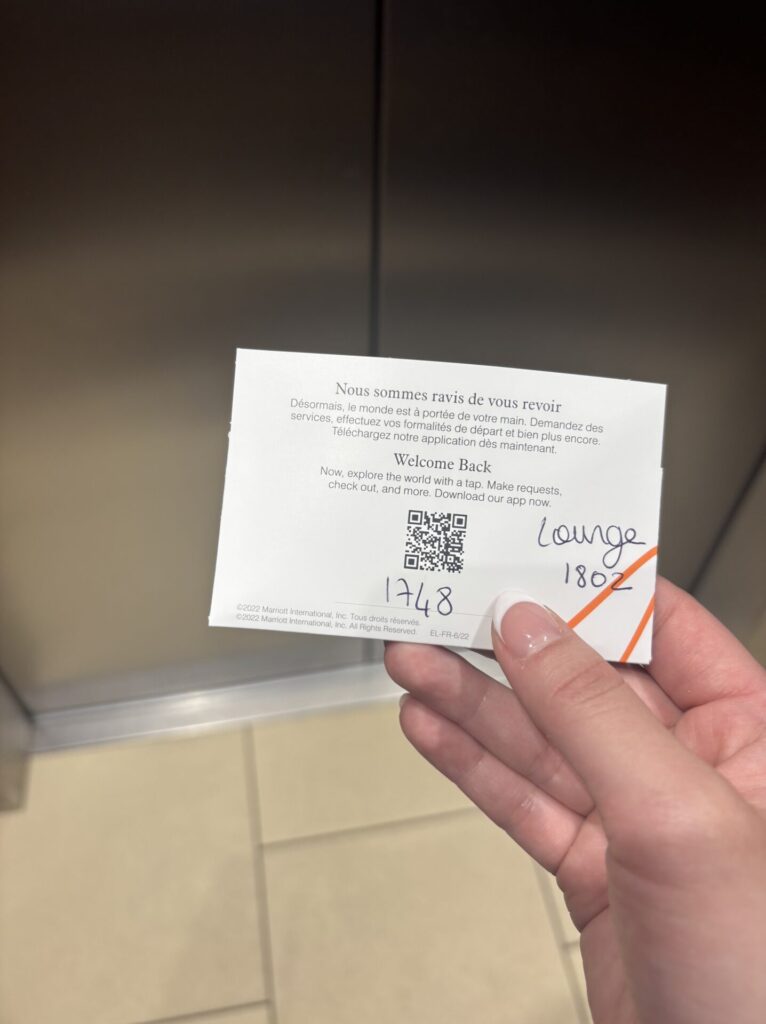 Nous sommes ravis de vous revoir
Désormais, le monde est à portée de votre main. Demandez des
services, effectuez vos formalités de départ et bien plus encore.
Téléchargez notre application dès maintenant.
Welcome Back
Now, explore the world with a tap. Make requests,
check out, and more. Download our app now.
Lounge
1802
1748
©2022 Marriott International, Inc. Tous droits réservés.
©2022 Marriott International, Inc. All Rights Reserved. EL-FR-6/22